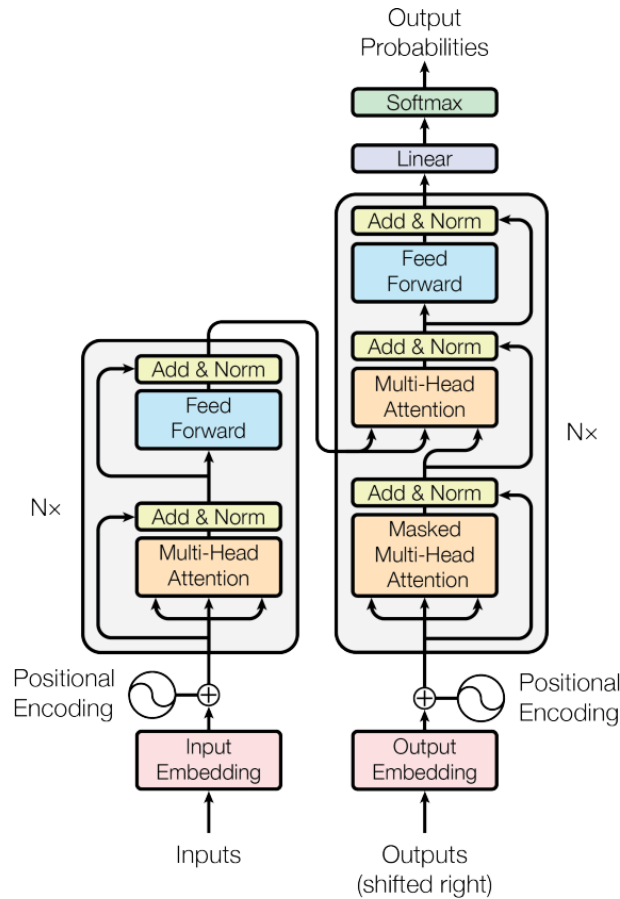 Output
Probabilities
Softmax
Linear
Add & Norm
Feed
Forward
Add & Norm
Multi-Head
Attention
Add & Norm
Masked
Multi-Head
Attention
N×
Add & Norm
Feed
Forward
N×
Add & Norm
Multi-Head
Attention
Positional
Encoding
Positional
Encoding
Input
Embedding
Output
Embedding
Inputs
Outputs
(shifted right)